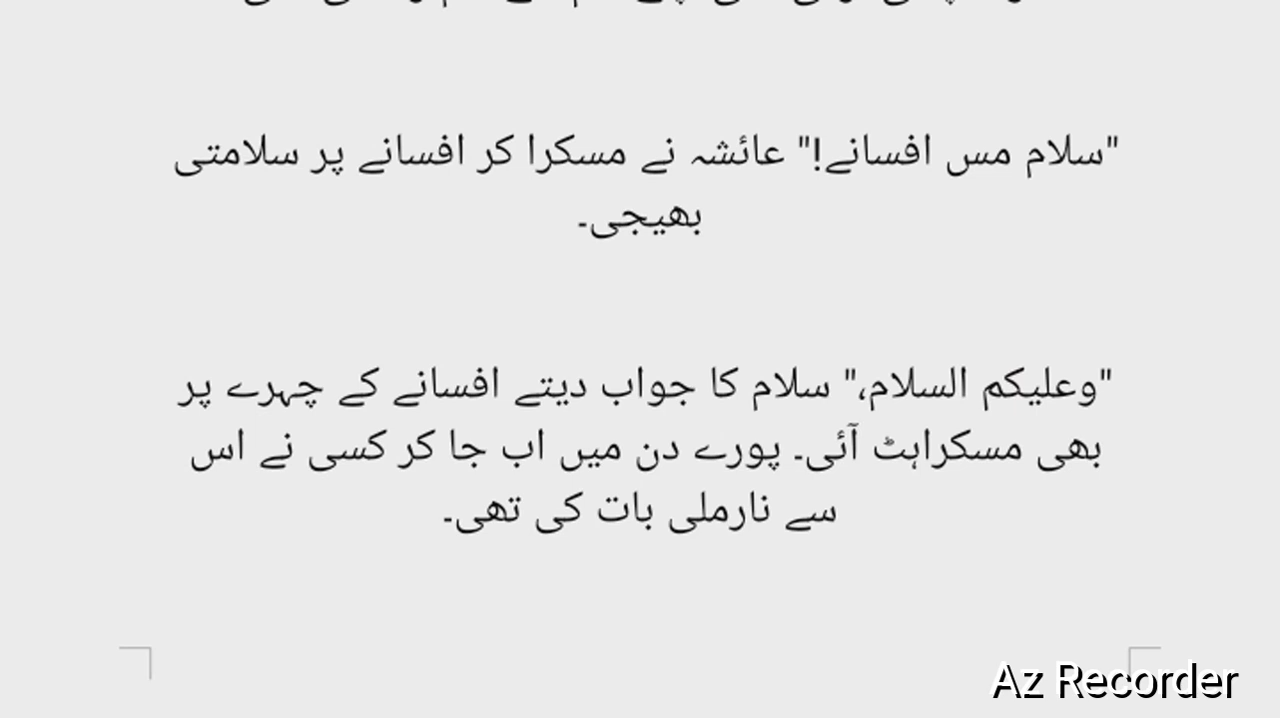 "سلام مس افسانے!" عائشہ نے مسکرا کر افسانے پر سلامتی
بھیجی۔
"وعلیکم السلام،" سلام کا جواب دیتے افسانے کے چہرے پر
بھی مسکراہٹ آئی۔ پورے دن میں اب جا کر کسی نے اس
سے نارملی بات کی تھی۔
Az Recorder